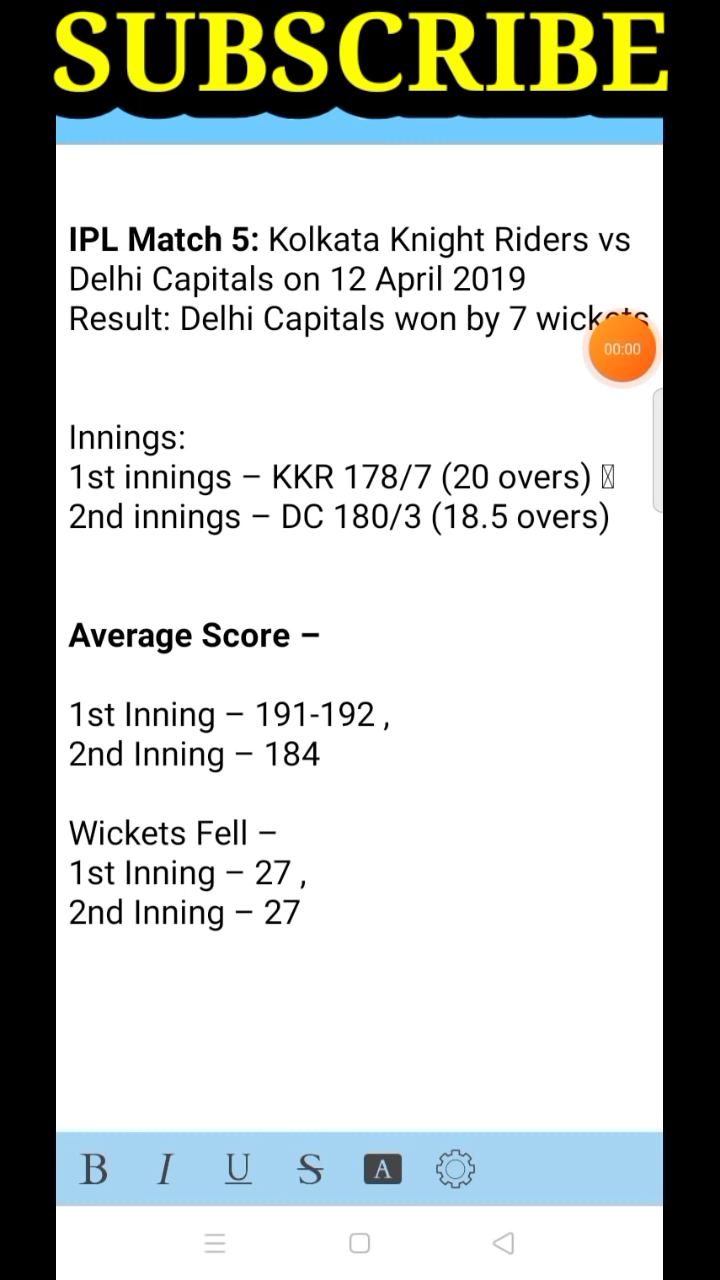 SUBSCRIBE
IPL Match 5: Kolkata Knight Riders vs
Delhi Capitals on 12 April 2019
Result: Delhi Capitals won by 7 wickets
00:00
Innings:
1st innings – KKR 178/7 (20 overs)
2nd innings – DC 180/3 (18.5 overs)
Average Score –
1st Inning – 191-192 ,
2nd Inning – 184
Wickets Fell –
1st Inning – 27 ,
2nd Inning – 27
B I U S A